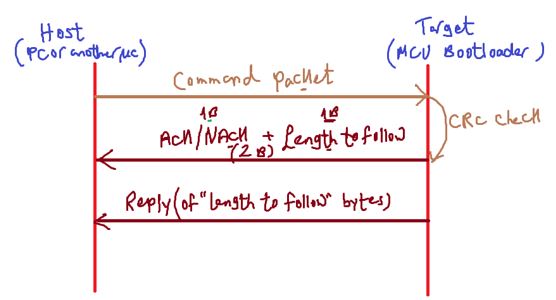 Host
(PC or another μc)
Target
(MCU Bootloader)
Command packet
CRC check
1B 1B
Ack/NACK + Length to follow
(2B)
Reply (of "length to follow" bytes)